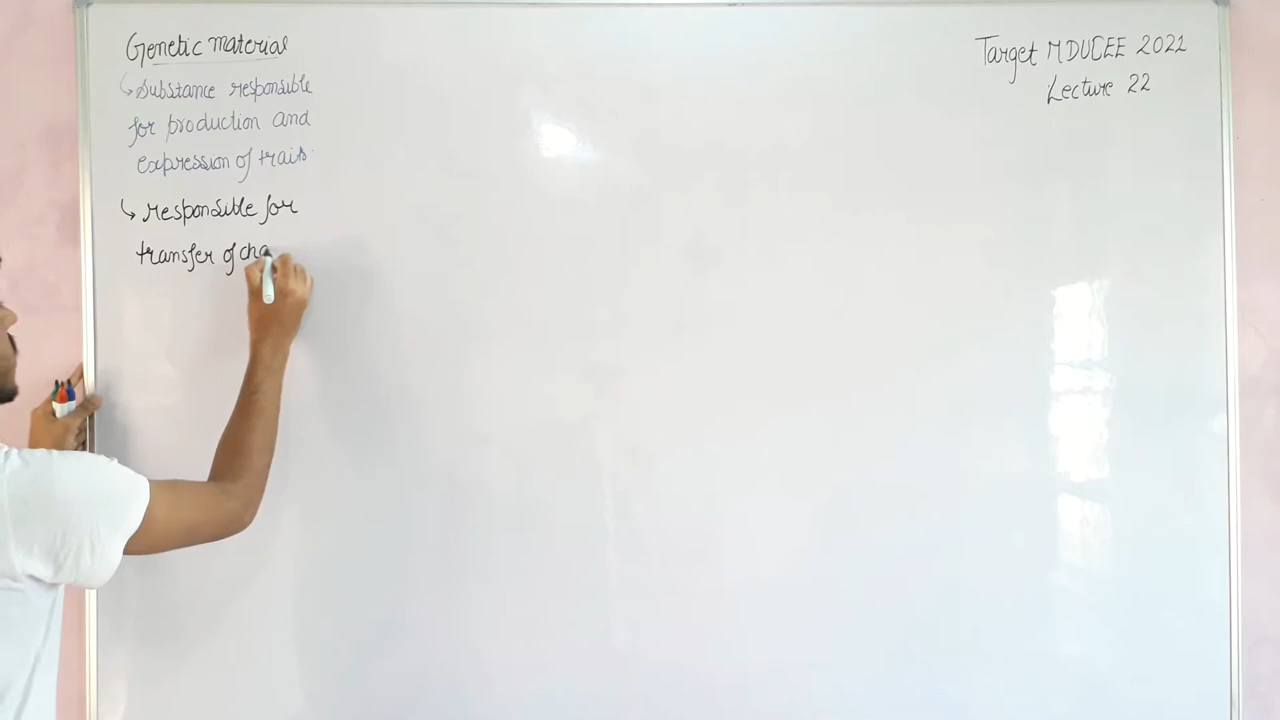 Genetic material
↳ Substance responsible
for production and
expression of traits.
↳ responsible for
transfer of cha
Target MDUCEE 2021
Lecture 22